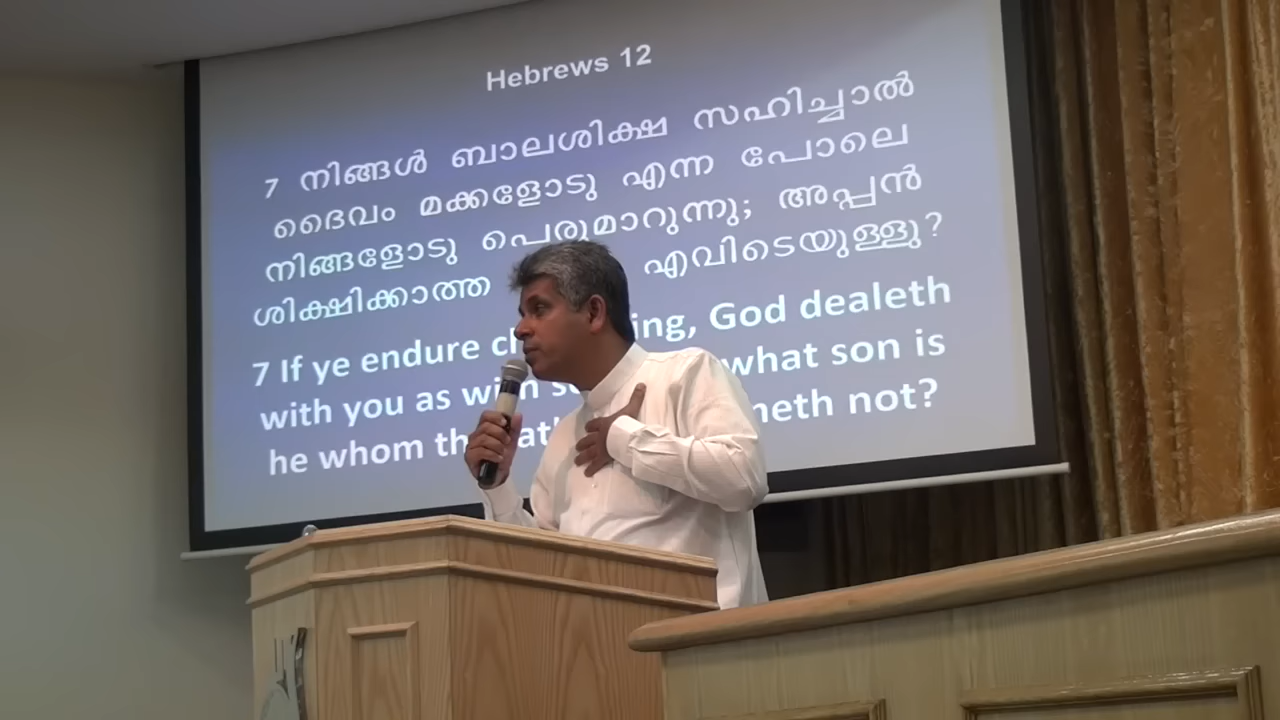 Hebrews 12
7 നിങ്ങൾ ബാലശിക്ഷ സഹിച്ചാൽ
ദൈവം മക്കളോടു എന്ന പോലെ
നിങ്ങളോടു പെരുമാറുന്നു; അപ്പൻ
ശിക്ഷിക്കാത്ത എവിടെയുള്ളു?
7 If ye endure God dealeth
with you as with what son is
he whom not?